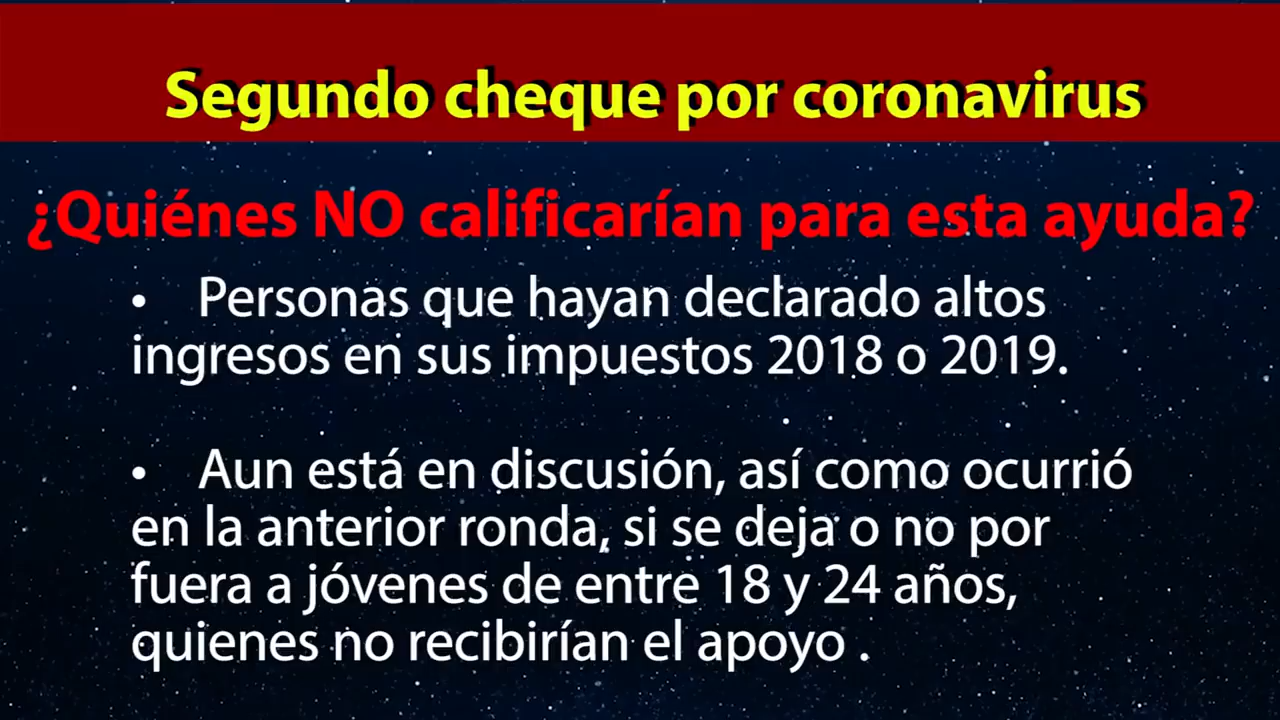 Segundo cheque por coronavirus
¿Quiénes NO calificarían para esta ayuda?
• Personas que hayan declarado altos
ingresos en sus impuestos 2018 o 2019.
• Aun está en discusión, así como ocurrió
en la anterior ronda, si se deja o no por
fuera a jóvenes de entre 18 y 24 años,
quienes no recibirían el apoyo .